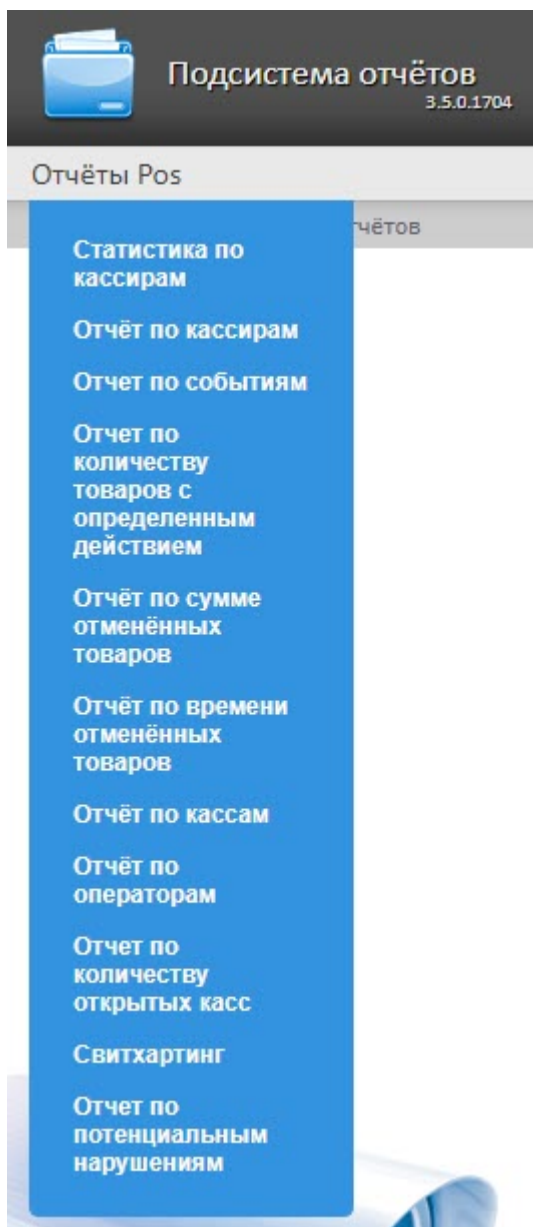 Подсистема отчётов
3.5.0.1704
Отчёты Pos
чётов
Статистика по
кассирам
Отчёт по кассирам
Отчет по событиям
Отчет по
количеству
товаров с
определенным
действием
Отчёт по сумме
отменённых
товаров
Отчёт по времени
отменённых
товаров
Отчёт по кассам
Отчёт по
операторам
Отчет по
количеству
открытых касс
Свитхартинг
Отчет по
потенциальным
нарушениям